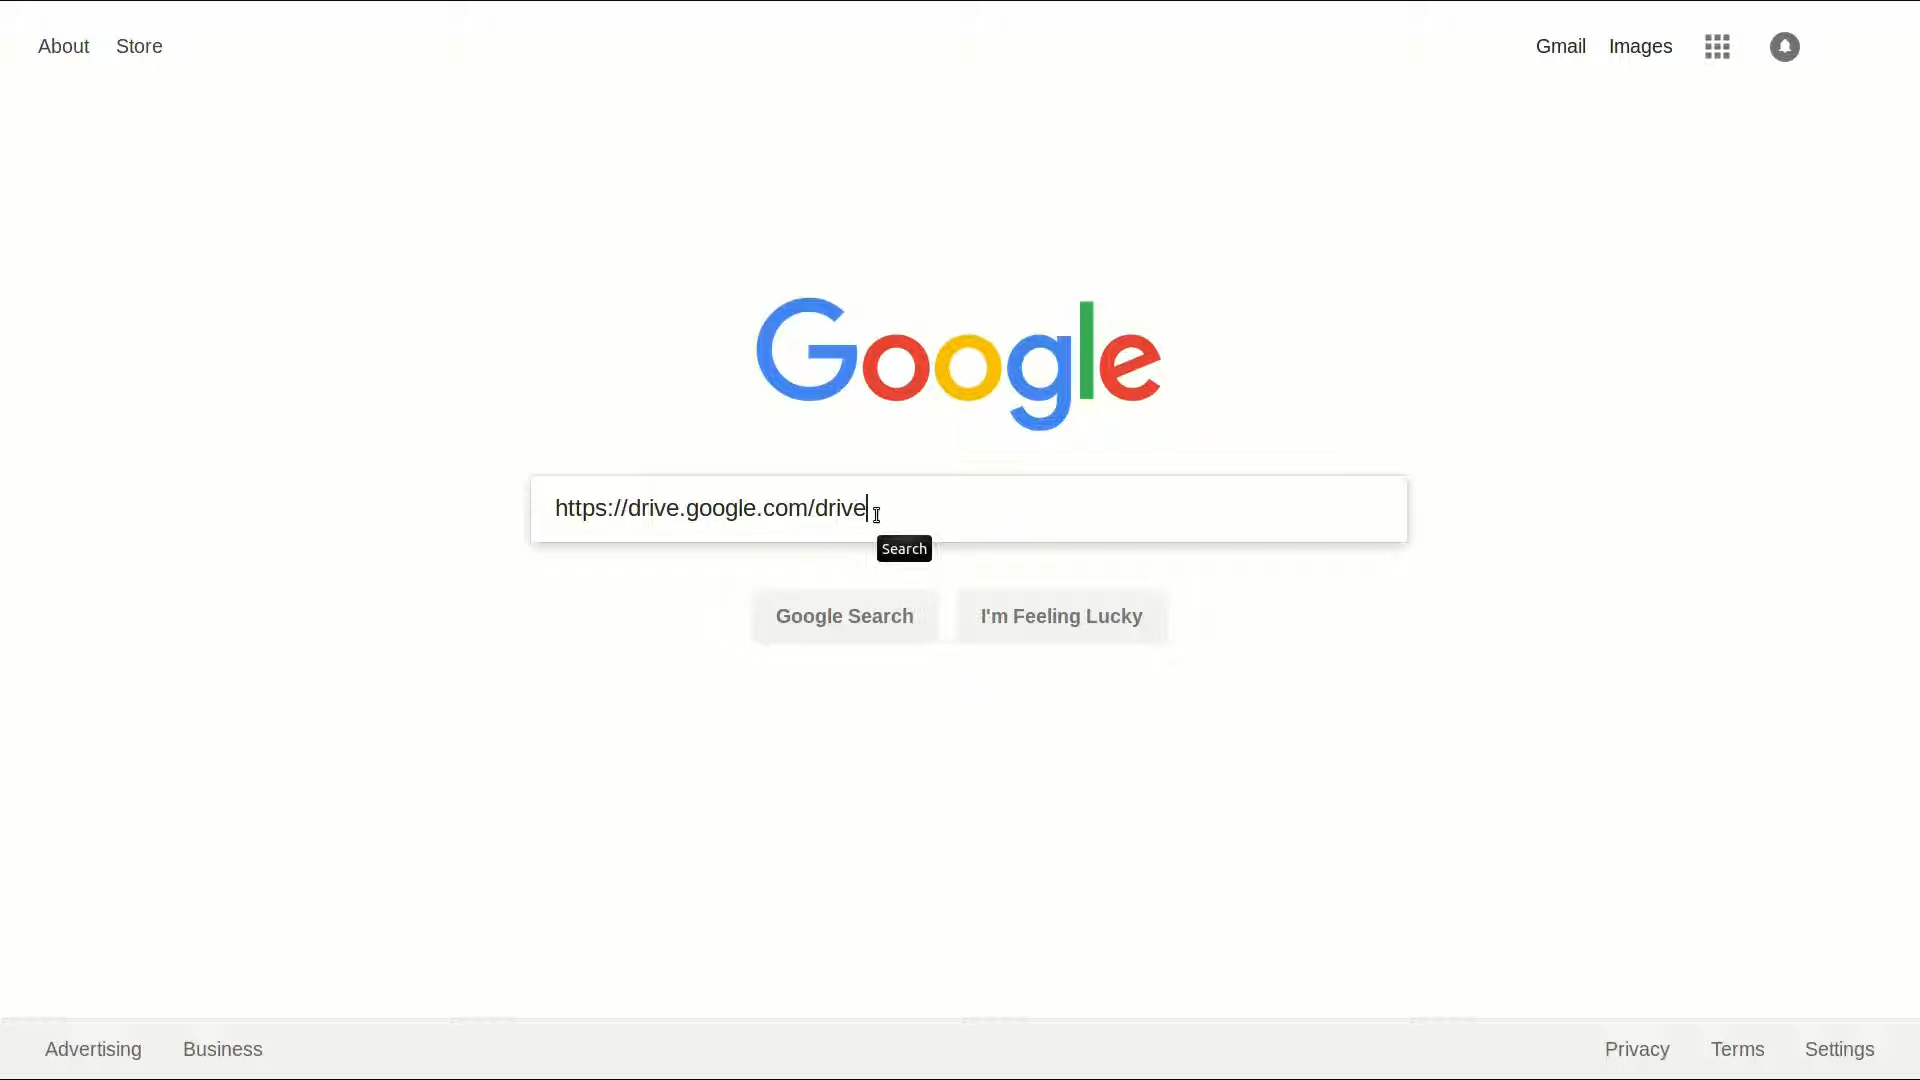 About Store
Gmail Images
Google
https://drive.google.com/drive
Search
Google Search I'm Feeling Lucky
Advertising Business
Privacy Terms Settings